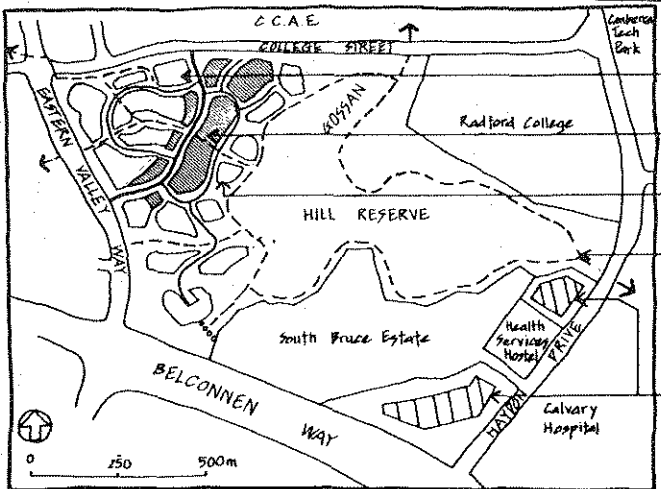 C.C.A.E.
COLLEGE STREET
Canberra
Tech
Park
EASTERN VALLEY WAY
GOSSAN
Radford College
HILL RESERVE
South Bruce Estate
Health
Services
Hostel
HAYDON DRIVE
BELCONNEN
WAY
Calvary
Hospital
0 250 500m